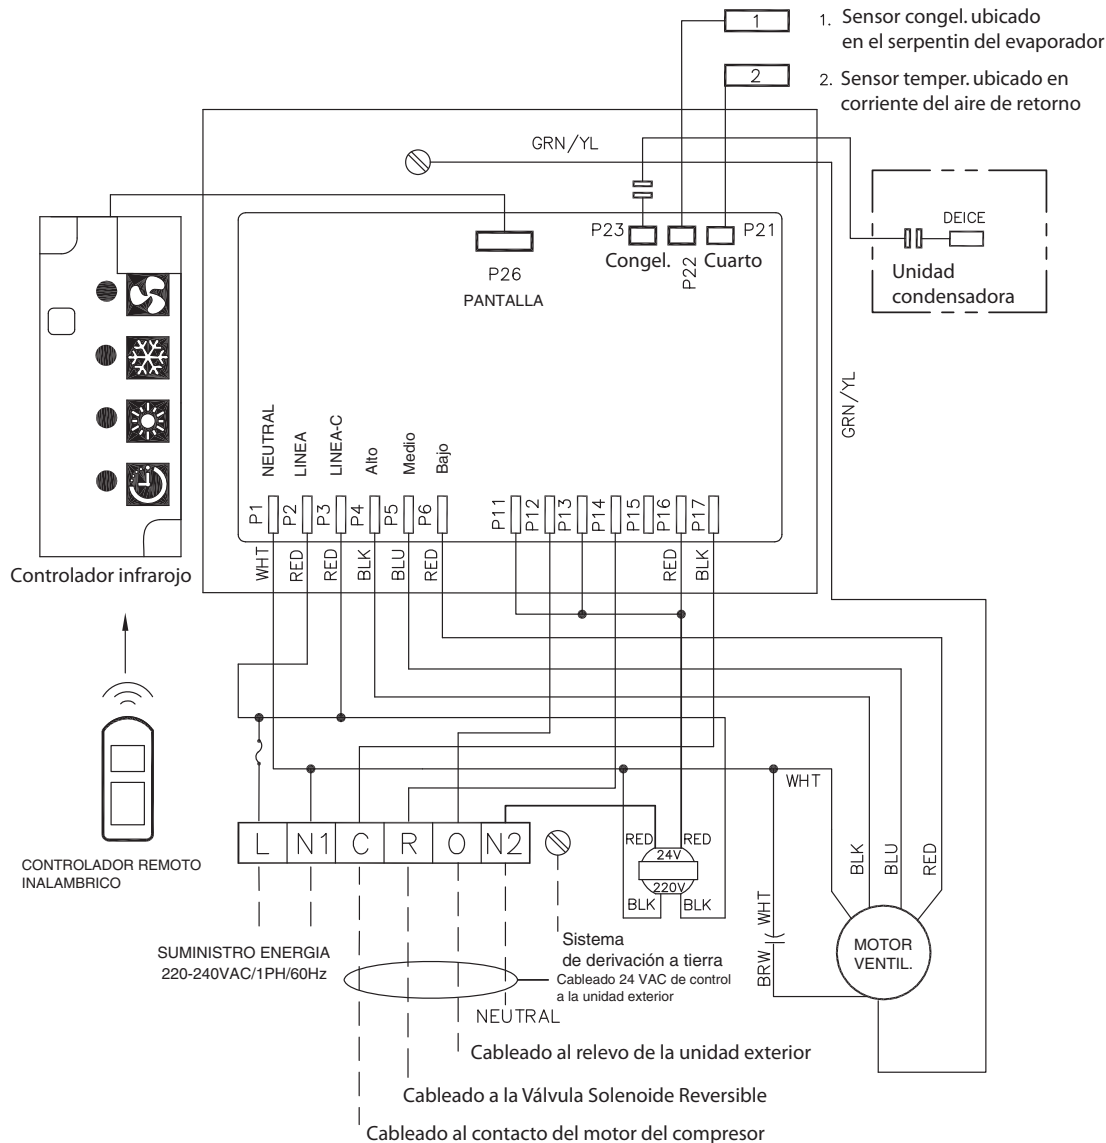 1
1. Sensor congel. ubicado
en el serpentin del evaporador
2
2. Sensor temper. ubicado en
corriente del aire de retorno
GRN/YL
DEICE
Unidad
condensadora
P23
P22
P21
Congel.
Cuarto
P26
PANTALLA
GRN/YL
NEUTRAL
LINEA
LINEA-C
Alto
Medio
Bajo
P1
P2
P3
P4
P5
P6
P11
P12
P13
P14
P15
P16
P17
WHT
RED
RED
BLK
BLU
RED
RED
BLK
Controlador infrarojo
CONTROLADOR REMOTO
INALAMBRICO
L N1 C R O N2
WHT
RED RED
24V
220V
BLK BLK
BLK
BLU
RED
WHT
BRW
MOTOR
VENTIL.
SUMINISTRO ENERGIA
220-240VAC/1PH/60Hz
Sistema
de derivación a tierra
Cableado 24 VAC de control
a la unidad exterior
NEUTRAL
Cableado al relevo de la unidad exterior
Cableado a la Válvula Solenoide Reversible
Cableado al contacto del motor del compresor